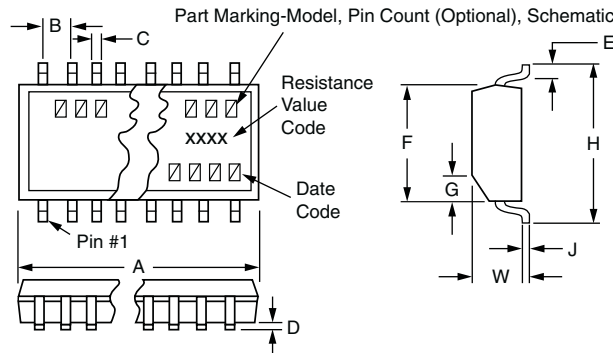 Part Marking-Model, Pin Count (Optional), Schematic
B
C
E
Resistance
Value
Code
XXXX
F
H
G
Date
Code
Pin #1
A
J
W
D